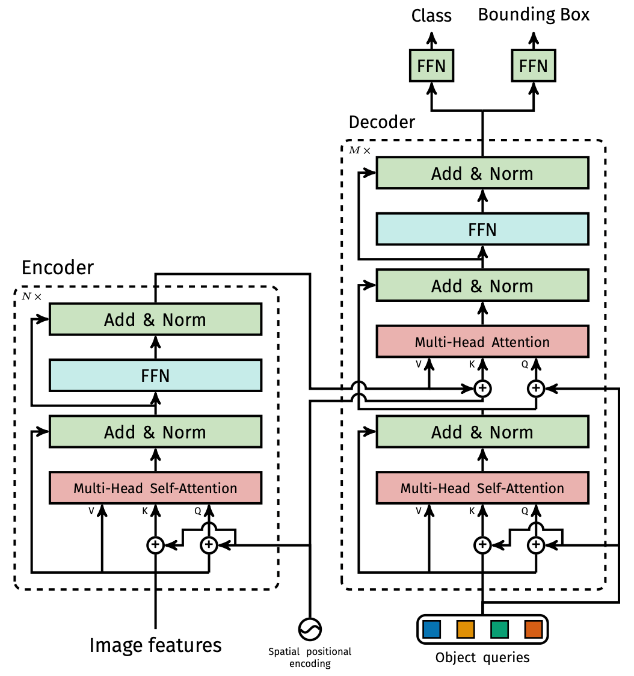 Class
Bounding Box
FFN
FFN
Decoder
M ×
Add & Norm
FFN
Add & Norm
Multi-Head Attention
V
K
Q
Add & Norm
Multi-Head Self-Attention
V
K
Q
Object queries
Encoder
N ×
Add & Norm
FFN
Add & Norm
Multi-Head Self-Attention
V
K
Q
Image features
Spatial positional
encoding